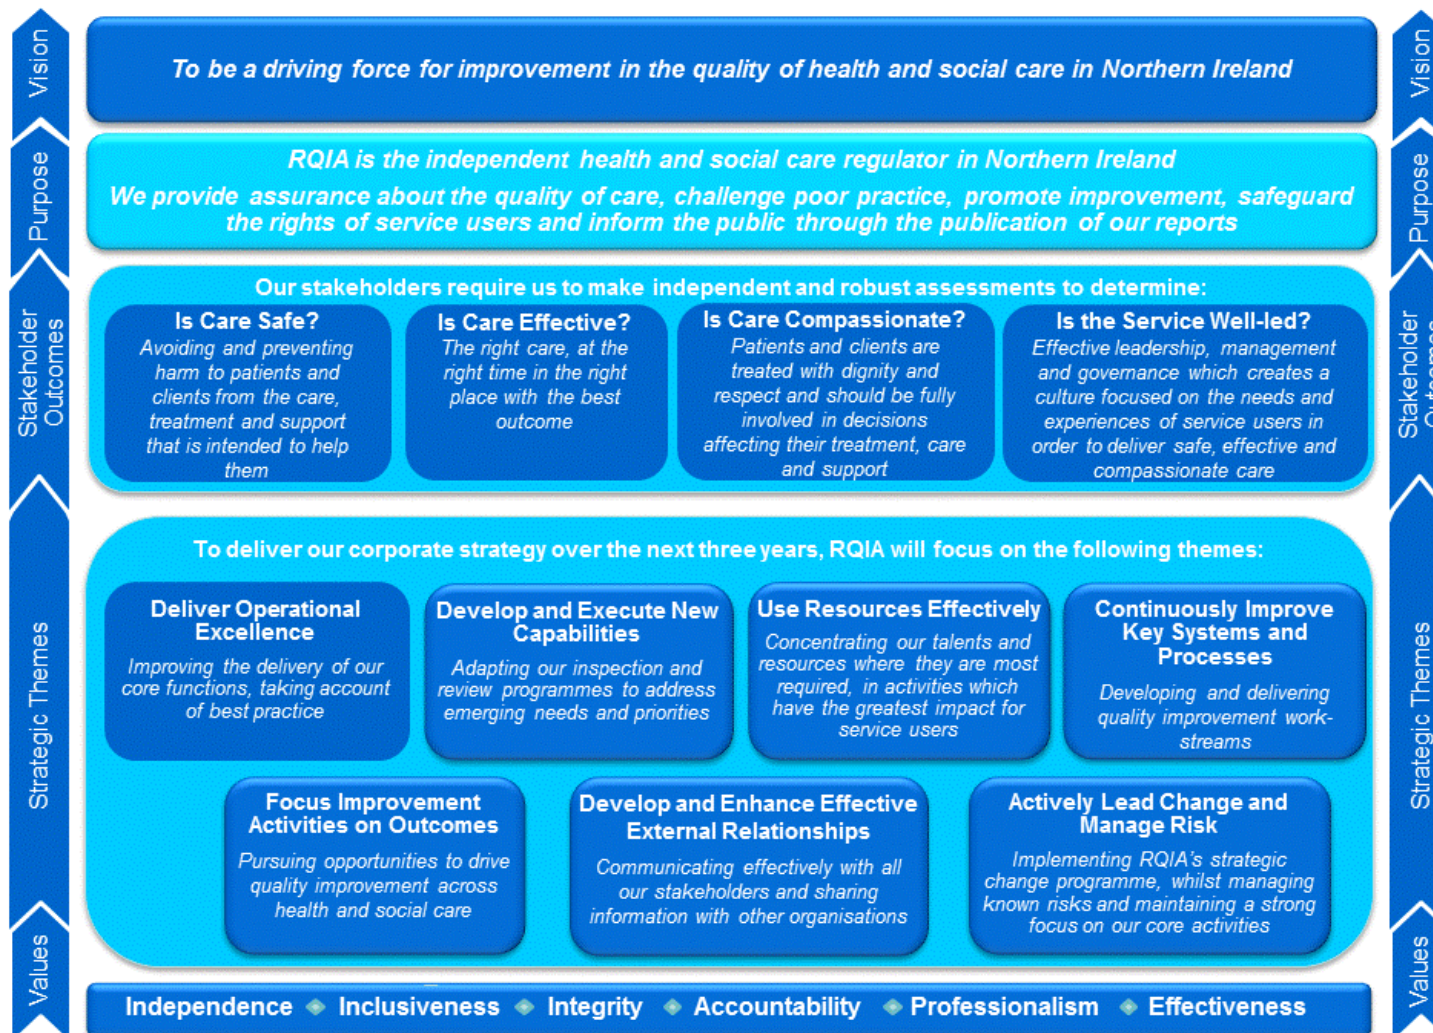 Vision
To be a driving force for improvement in the quality of health and social care in Northern Ireland
Vision
Purpose
RQIA is the independent health and social care regulator in Northern Ireland
We provide assurance about the quality of care, challenge poor practice, promote improvement, safeguard
the rights of service users and inform the public through the publication of our reports
Purpose
Stakeholder
Outcomes
Our stakeholders require us to make independent and robust assessments to determine:
Is Care Safe?
Avoiding and preventing
harm to patients and
clients from the care,
treatment and support
that is intended to help
them
Is Care Effective?
The right care, at the
right time in the right
place with the best
outcome
Is Care Compassionate?
Patients and clients are
treated with dignity and
respect and should be fully
involved in decisions
affecting their treatment, care
and support
Is the Service Well-led?
Effective leadership, management
and governance which creates a
culture focused on the needs and
experiences of service users in
order to deliver safe, effective and
compassionate care
Stakeholder
Strategic Themes
To deliver our corporate strategy over the next three years, RQIA will focus on the following themes:
Deliver Operational
Excellence
Improving the delivery of our
core functions, taking account
of best practice
Develop and Execute New
Capabilities
Adapting our inspection and
review programmes to address
emerging needs and priorities
Use Resources Effectively
Concentrating our talents and
resources where they are most
required, in activities which
have the greatest impact for
service users
Continuously Improve
Key Systems and
Processes
Developing and delivering
quality improvement work-
streams
Focus Improvement
Activities on Outcomes
Pursuing opportunities to drive
quality improvement across
health and social care
Develop and Enhance Effective
External Relationships
Communicating effectively with all
our stakeholders and sharing
information with other organisations
Actively Lead Change and
Manage Risk
Implementing RQIA's strategic
change programme, whilst managing
known risks and maintaining a strong
focus on our core activities
Strategic Themes
Values
Independence Inclusiveness Integrity Accountability Professionalism Effectiveness
Values